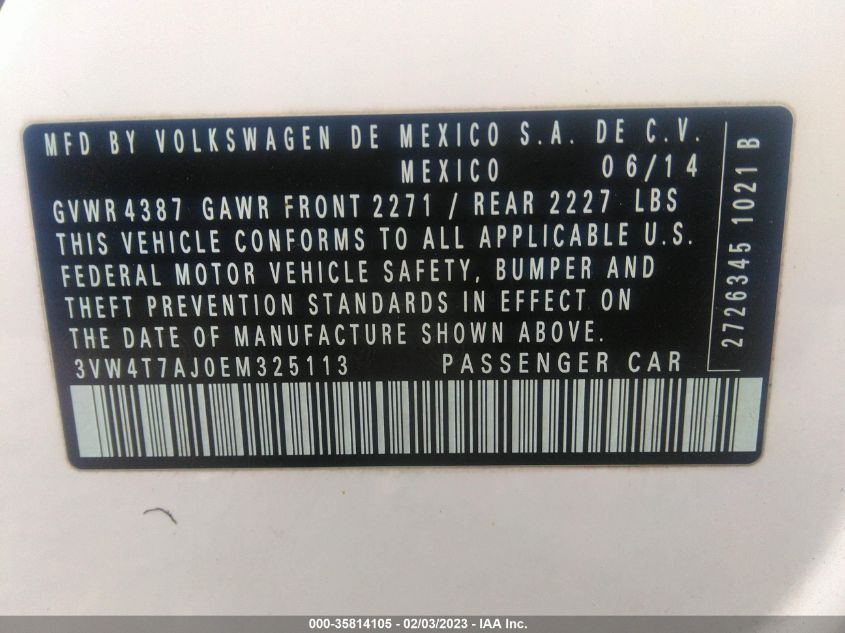 MFD BY VOLKSWAGEN DE MEXICO S.A. DE C.V.
MEXICO 06/14
GVWR 4387 GAWR FRONT 2271 / REAR 2227 LBS
THIS VEHICLE CONFORMS TO ALL APPLICABLE U.S.
FEDERAL MOTOR VEHICLE SAFETY, BUMPER AND
THEFT PREVENTION STANDARDS IN EFFECT ON
THE DATE OF MANUFACTURE SHOWN ABOVE.
3VW4T7AJ0EM325113 PASSENGER CAR
2726345 1021 B
000-35814105 - 02/03/2023 - IAA Inc.